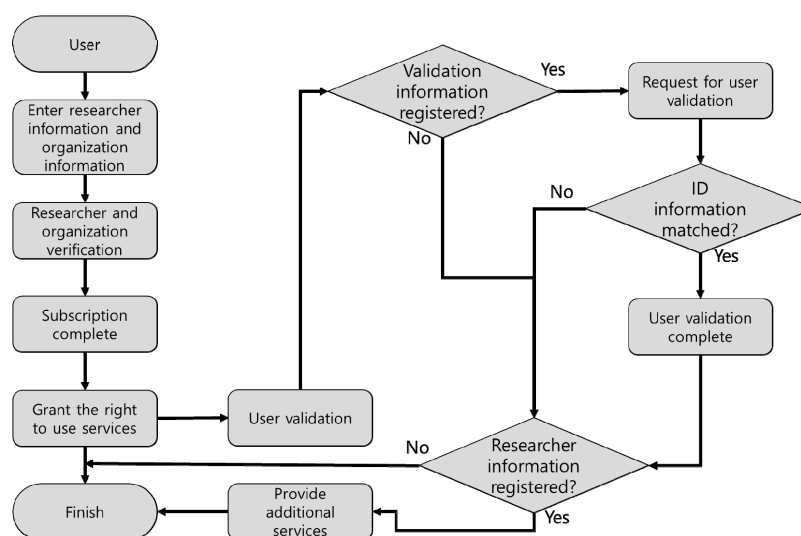 User
Enter researcher
information and
organization
information
Researcher and
organization
verification
Subscription
complete
Grant the right
to use services
Finish
User validation
Provide
additional
services
Validation
information
registered?
Yes
No
Request for user
validation
ID
information
matched?
No
Yes
User validation
complete
Researcher
information
registered?
No
Yes